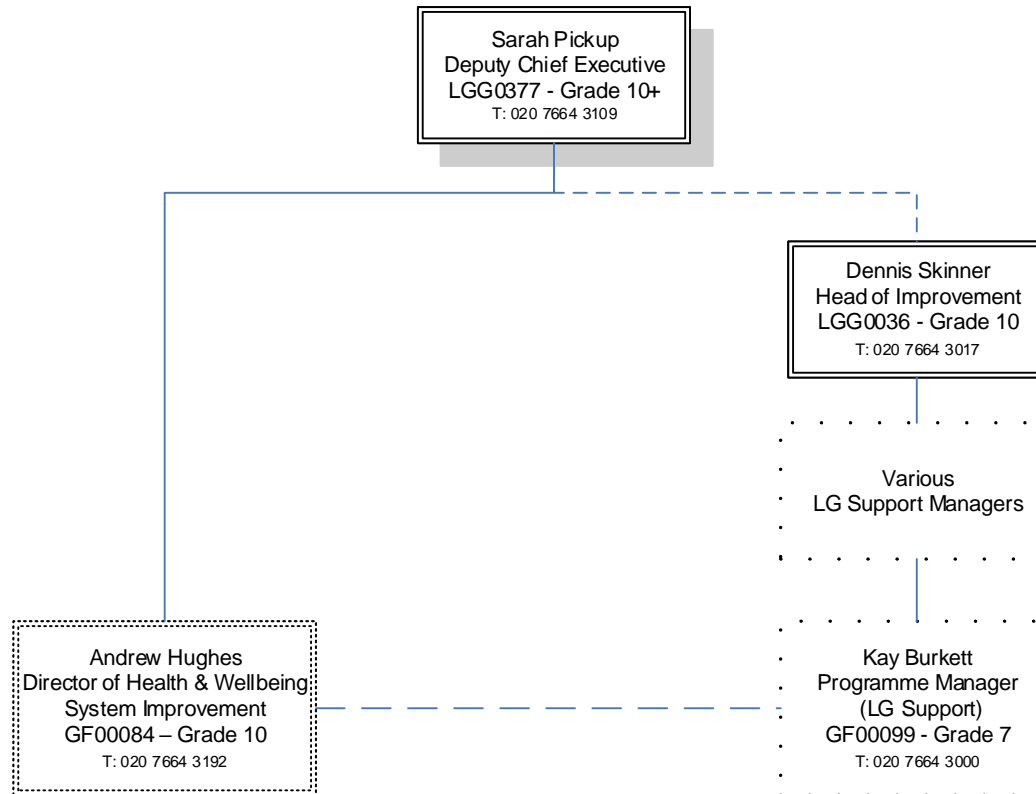 Sarah Pickup
Deputy Chief Executive
LGG0377 - Grade 10+
T: 020 7664 3109
Dennis Skinner
Head of Improvement
LGG0036 - Grade 10
T: 020 7664 3017
Various
LG Support Managers
Andrew Hughes
Director of Health & Wellbeing
System Improvement
GF00084 – Grade 10
T: 020 7664 3192
Kay Burkett
Programme Manager
(LG Support)
GF00099 - Grade 7
T: 020 7664 3000